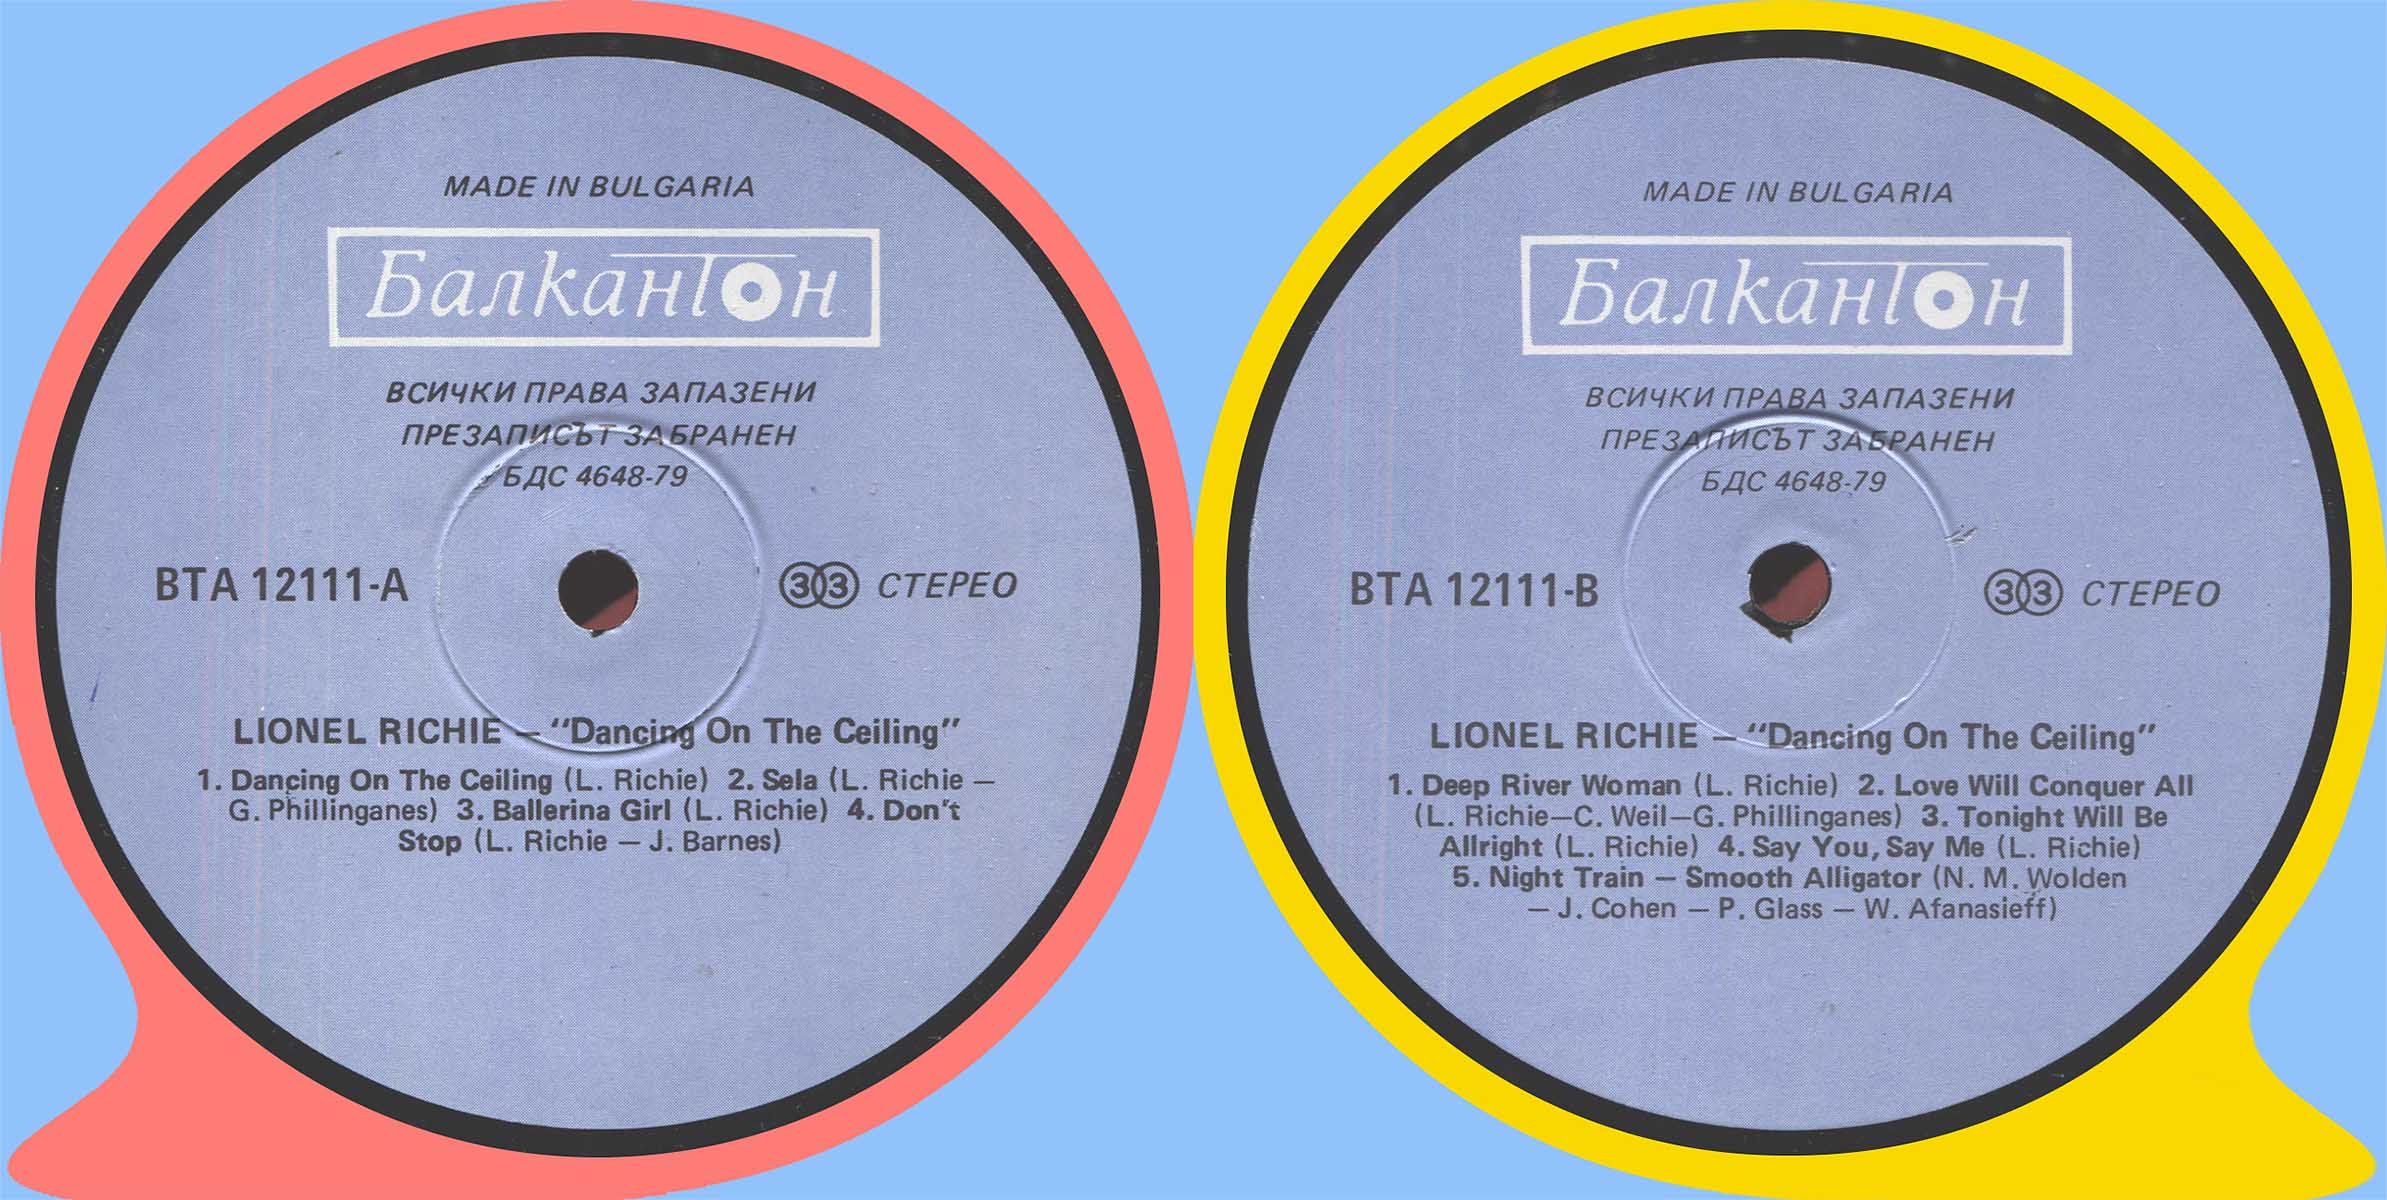 MADE IN BULGARIA
Балкантон
ВСИЧКИ ПРАВА ЗАПАЗЕНИ
ПРЕЗАПИСЪТ ЗАБРАНЕН
БДС 4648-79
ВТА 12111-А
33 СТЕРЕО
LIONEL RICHIE — “Dancing On The Ceiling”
1. Dancing On The Ceiling (L. Richie) 2. Sela (L. Richie —
G. Phillinganes) 3. Ballerina Girl (L. Richie) 4. Don't
Stop (L. Richie — J. Barnes)
MADE IN BULGARIA
Балкантон
ВСИЧКИ ПРАВА ЗАПАЗЕНИ
ПРЕЗАПИСЪТ ЗАБРАНЕН
БДС 4648-79
ВТА 12111-В
33 СТЕРЕО
LIONEL RICHIE — “Dancing On The Ceiling”
1. Deep River Woman (L. Richie) 2. Love Will Conquer All
(L. Richie—C. Weil—G. Phillinganes) 3. Tonight Will Be
Allright (L. Richie) 4. Say You, Say Me (L. Richie)
5. Night Train — Smooth Alligator (N. M. Wolden
— J. Cohen — P. Glass — W. Afanasieff)